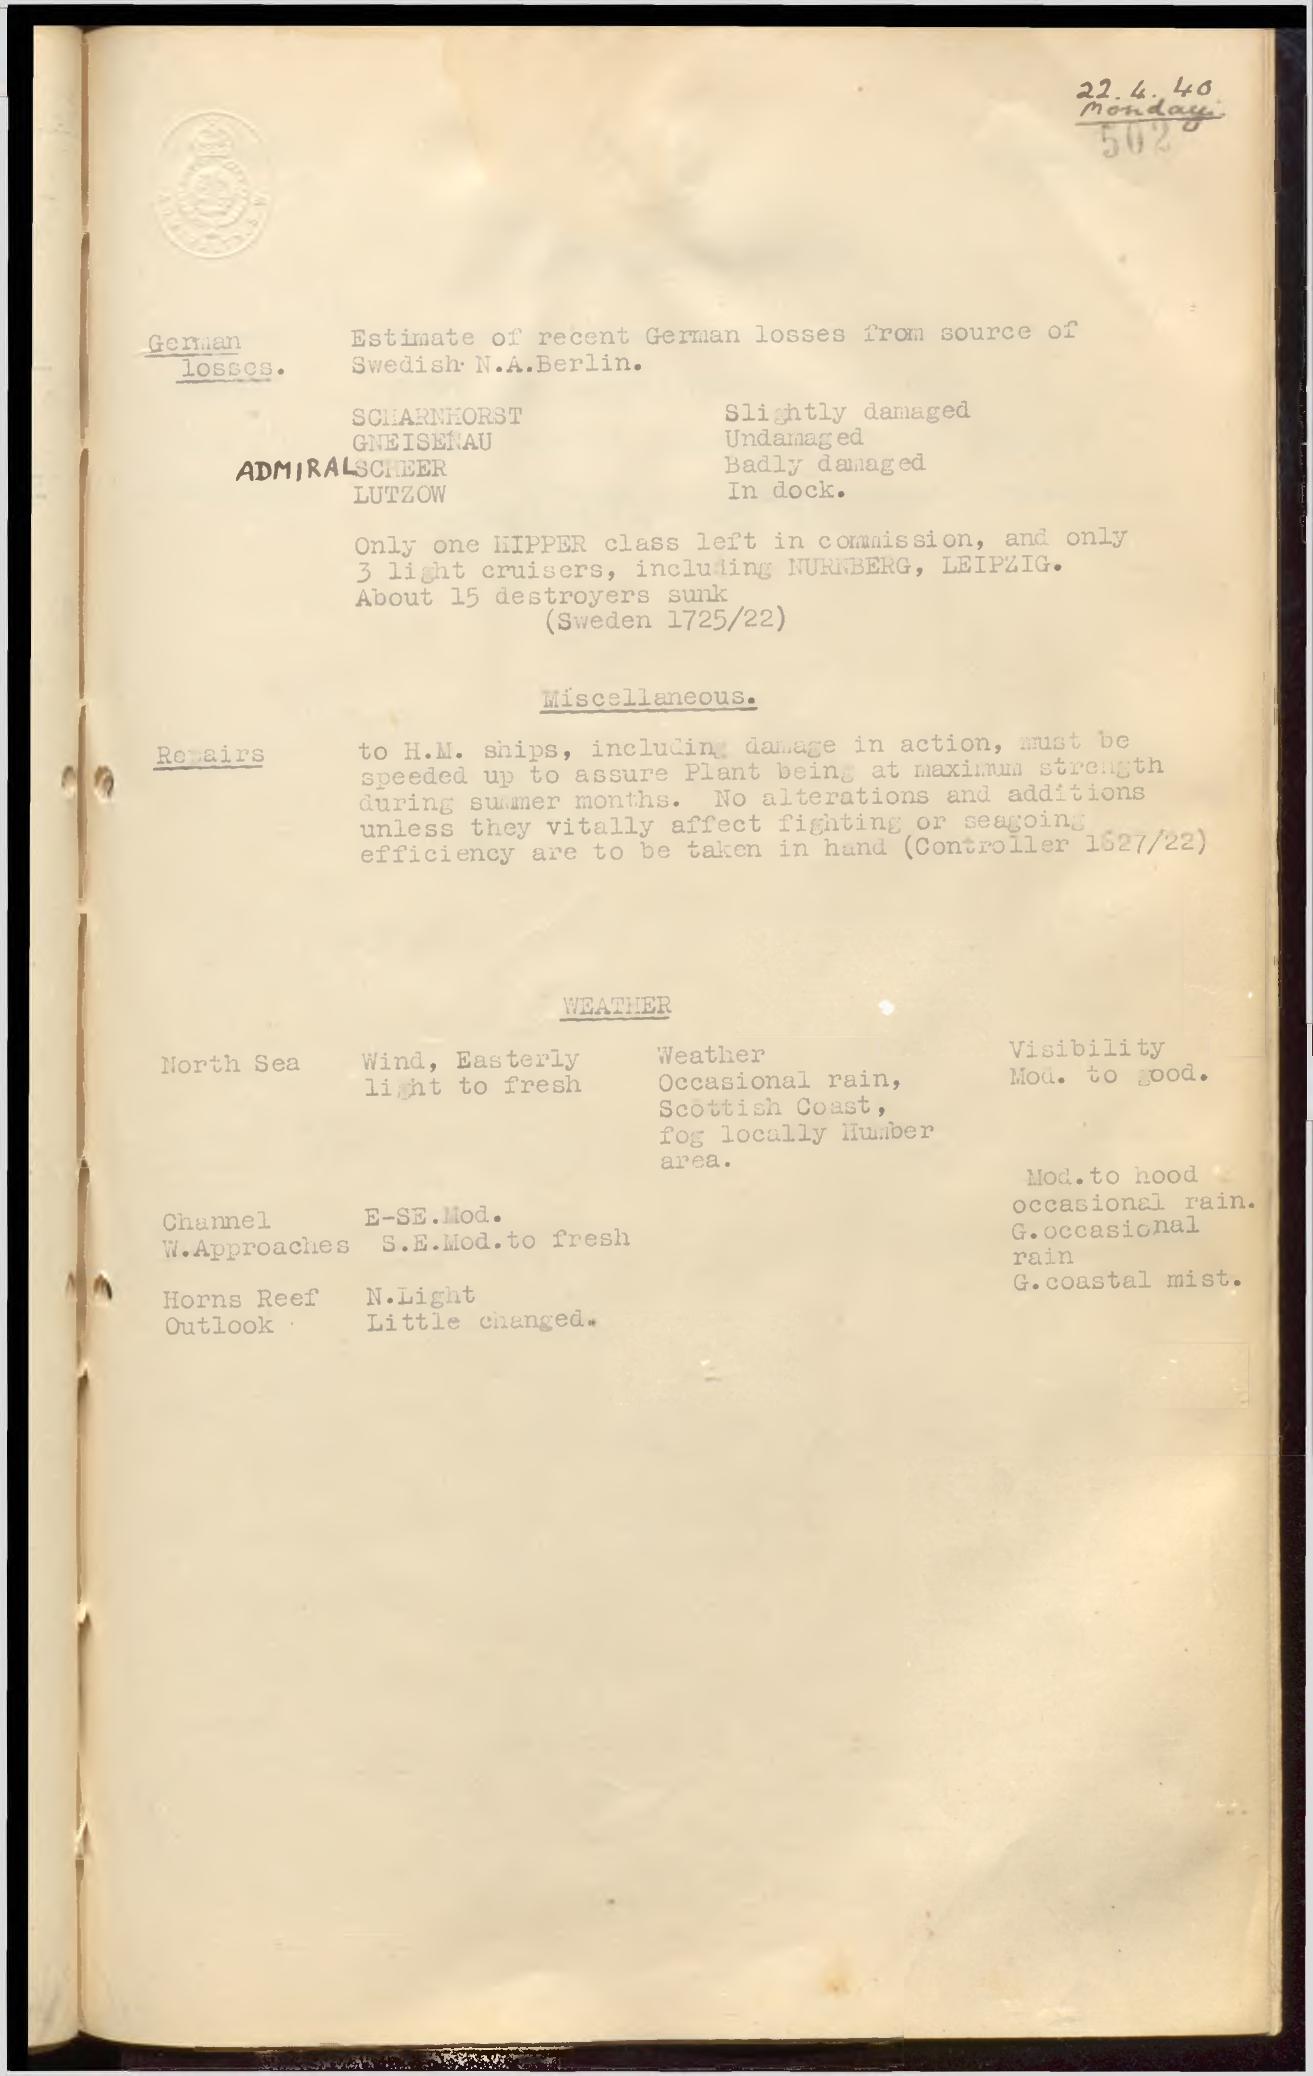 22.4.40
Monday.
502
German losses.
Estimate of recent German losses from source of
Swedish N.A.Berlin.
SCHARNHORST Slightly damaged
GNEISENAU Undamaged
ADMIRAL SCHEER Badly damaged
LUTZOW In dock.
Only one HIPPER class left in commission, and only
3 light cruisers, including NURNBERG, LEIPZIG.
About 15 destroyers sunk
(Sweden 1725/22)
Miscellaneous.
Repairs to H.M. ships, including damage in action, must be
speeded up to assure Plant being at maximum strength
during summer months. No alterations and additions
unless they vitally affect fighting or seagoing
efficiency are to be taken in hand (Controller
WEATHER
North Sea Wind, Easterly Weather Visibility
light to fresh Occasional rain, Mod. to good.
Scottish Coast,
fog locally Humber
area.
Mod.to hood
occasional rain.
Channel E-SE.Mod.
G.occasional
W.Approaches S.E.Mod.to fresh
rain
G.coastal mist.
Horns Reef N.Light
Outlook Little changed.